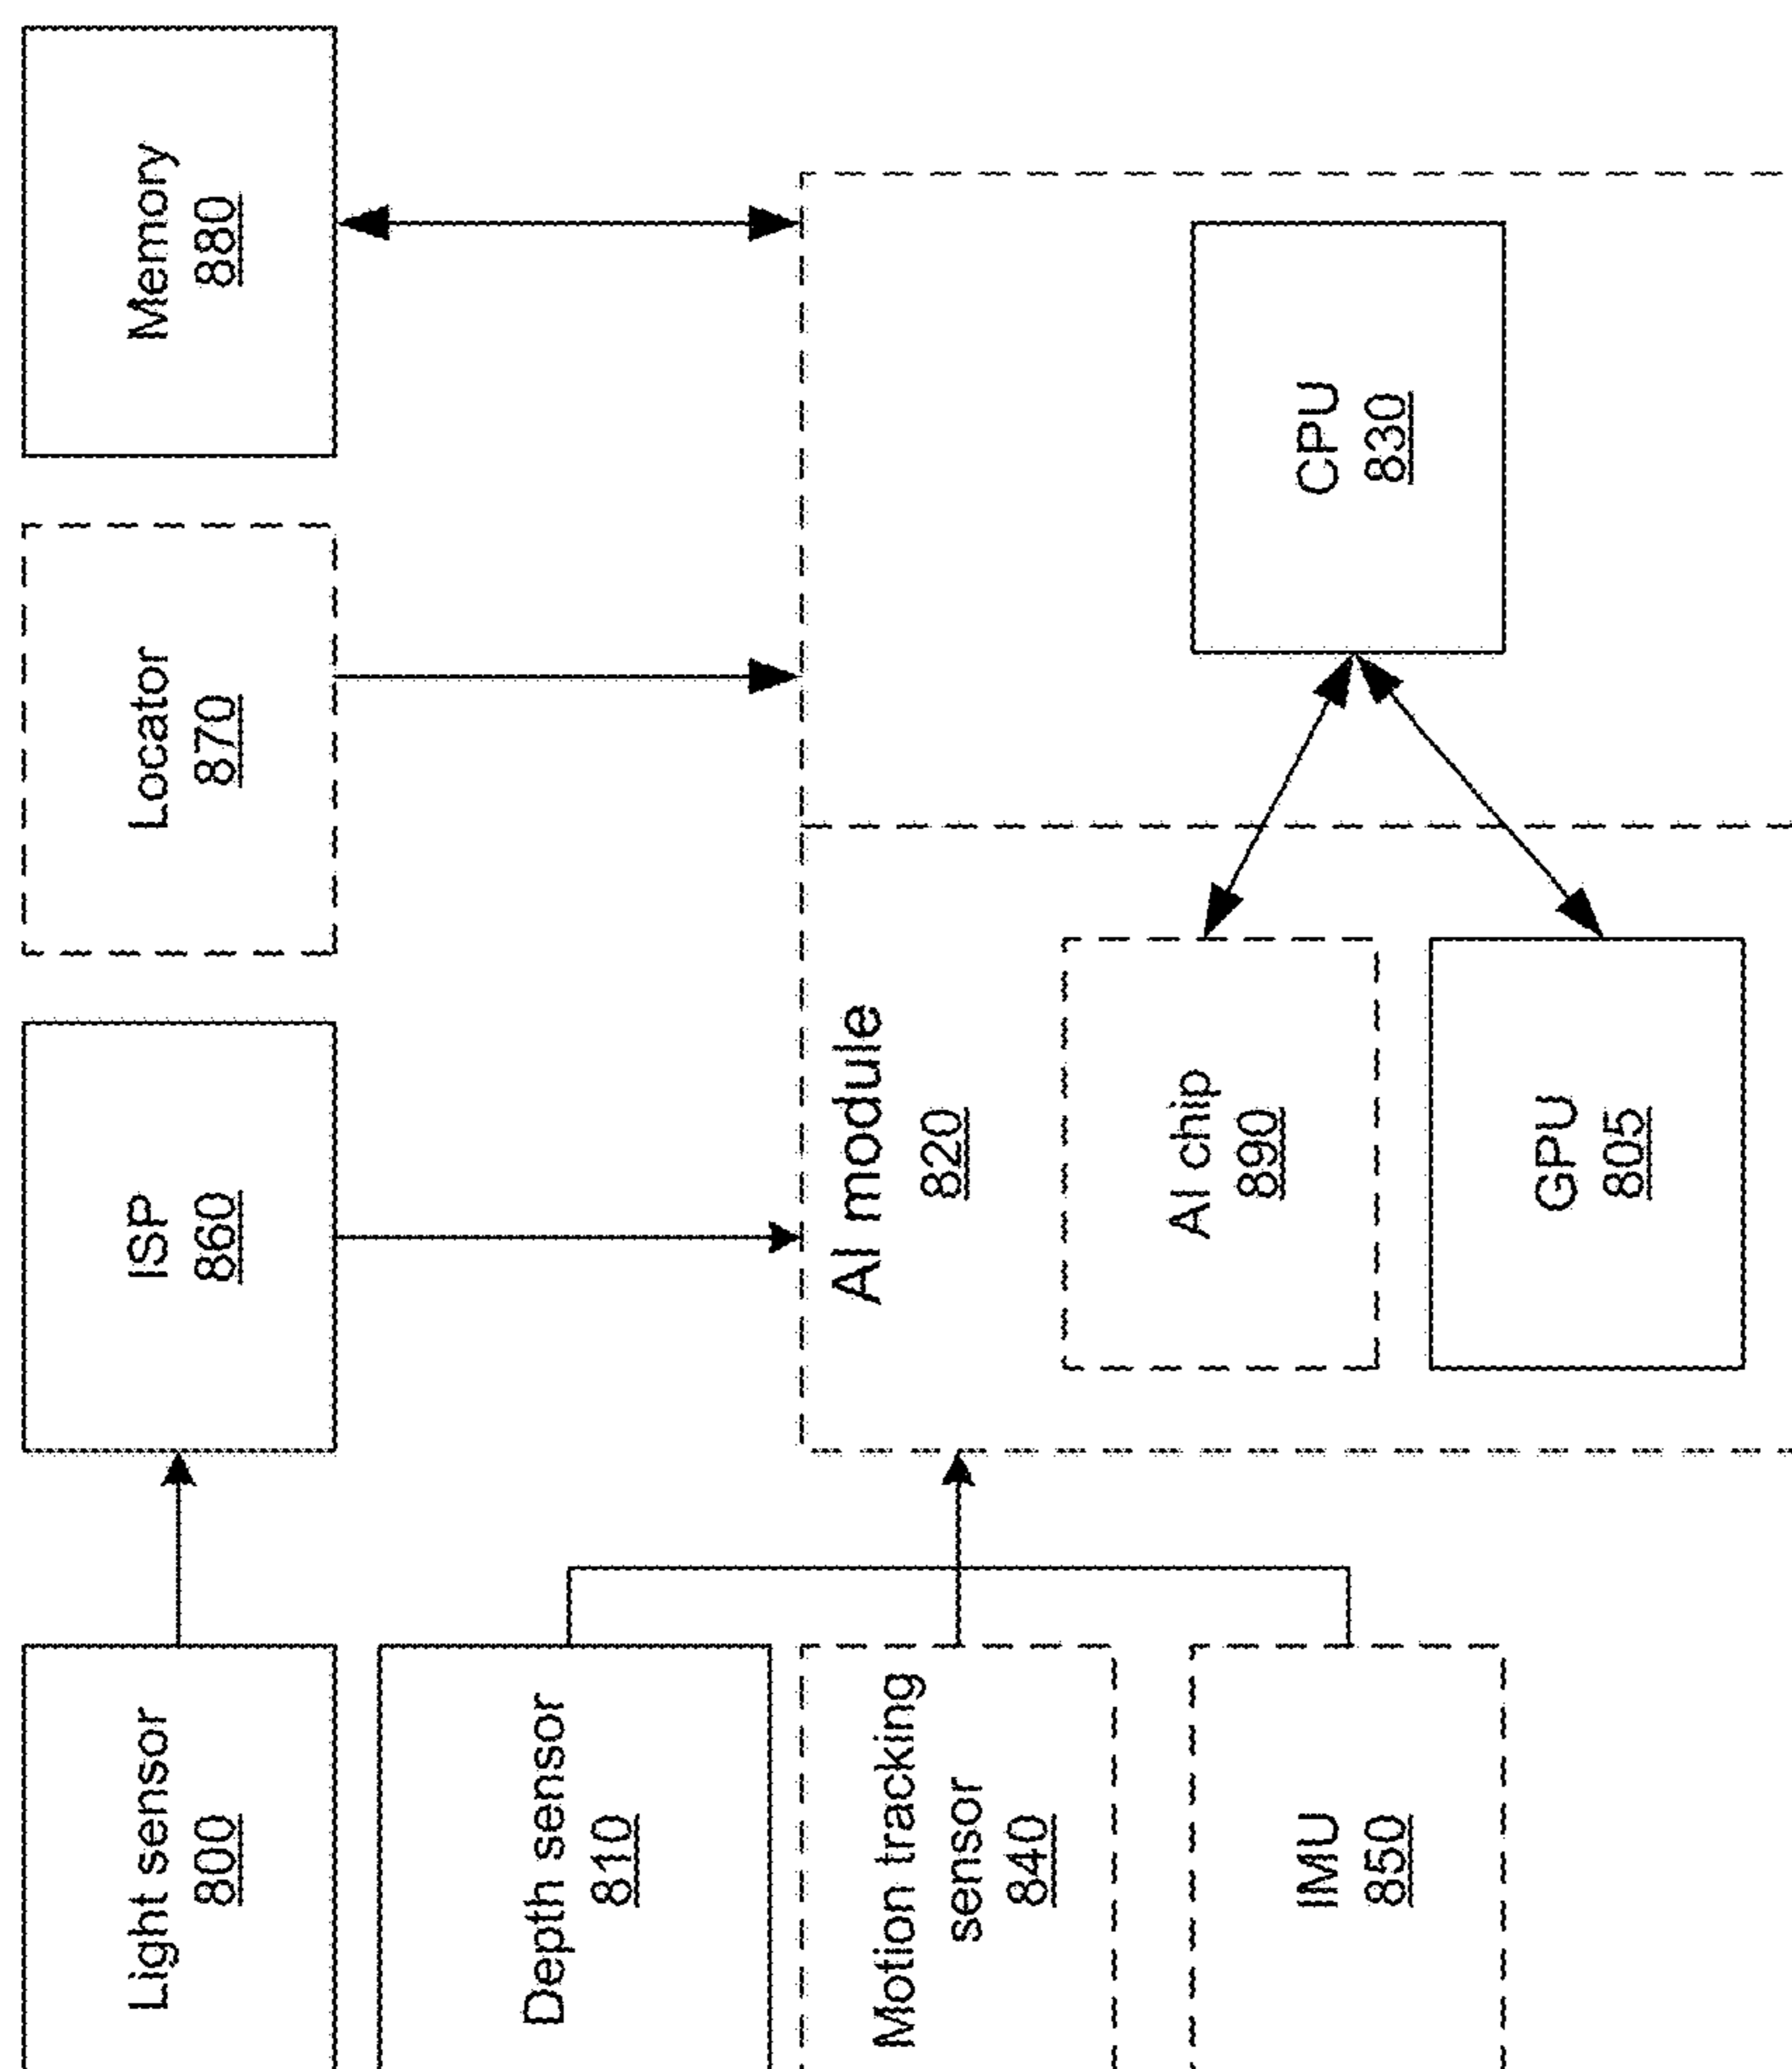 Light sensor
800
ISP
860
Locator
870
Memory
880
Depth sensor
810
Motion tracking
sensor
840
IMU
850
AI module
820
AI chip
890
GPU
805
CPU
830